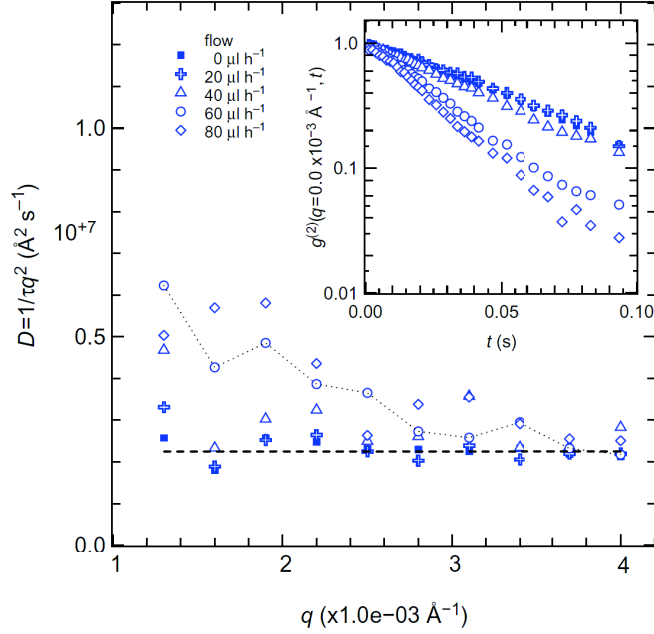 flow
0 µl h⁻¹
20 µl h⁻¹
40 µl h⁻¹
60 µl h⁻¹
80 µl h⁻¹
1.0
10⁺⁷
0.5
0.0
D=1/τq² (Å² s⁻¹)
1
2
3
4
q (x1.0e−03 Å⁻¹)
1.0
0.1
0.01
g⁽²⁾(q=0.0 x10⁻³ Å⁻¹, t)
0.00
0.05
0.10
t (s)